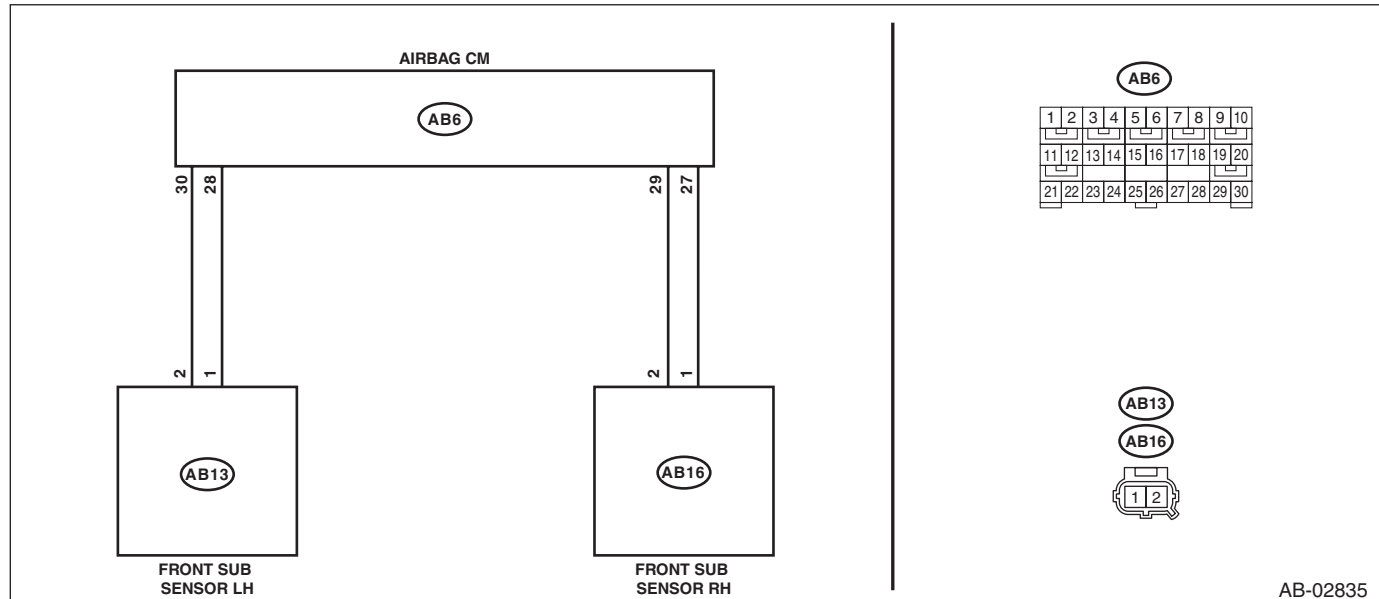 AIRBAG CM
AB6
30 28 29 27
2 1 2 1
AB13 AB16
FRONT SUB
SENSOR LH
FRONT SUB
SENSOR RH
AB6
1 2 3 4 5 6 7 8 9 10
11 12 13 14 15 16 17 18 19 20
21 22 23 24 25 26 27 28 29 30
AB13
AB16
1 2
AB-02835